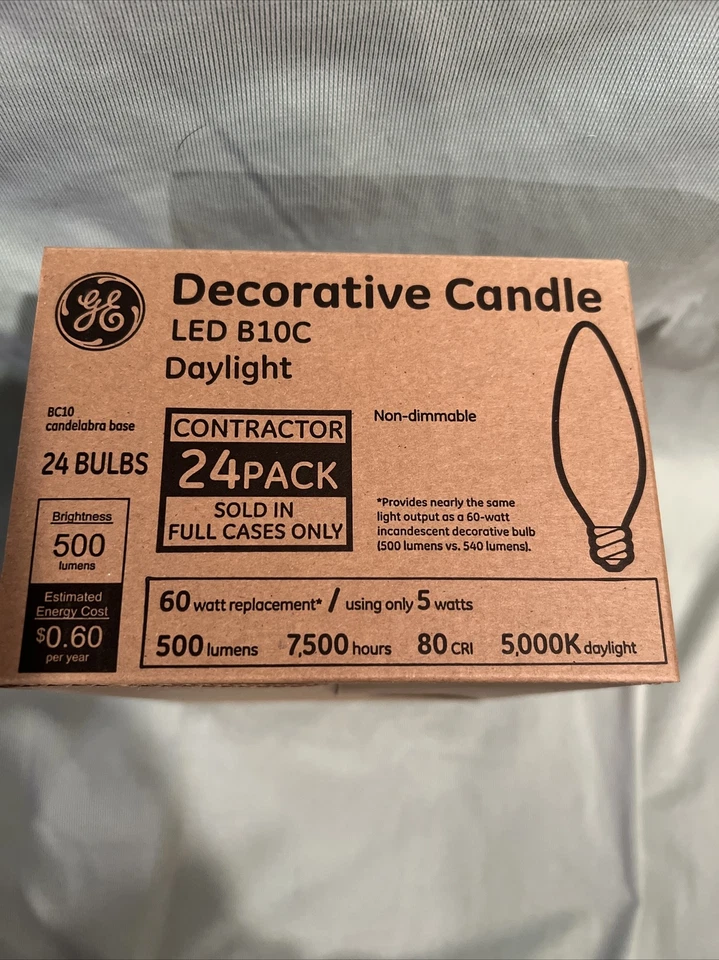 GE
Decorative Candle
LED B10C
Daylight
BC10
candelabra base
24 BULBS
CONTRACTOR
24PACK
SOLD IN
FULL CASES ONLY
Non-dimmable
*Provides nearly the same
light output as a 60-watt
incandescent decorative bulb
(500 lumens vs. 540 lumens).
Brightness
500
lumens
Estimated
Energy Cost
$0.60
per year
60 watt replacement* / using only 5 watts
500 lumens 7,500 hours 80 CRI 5,000K daylight